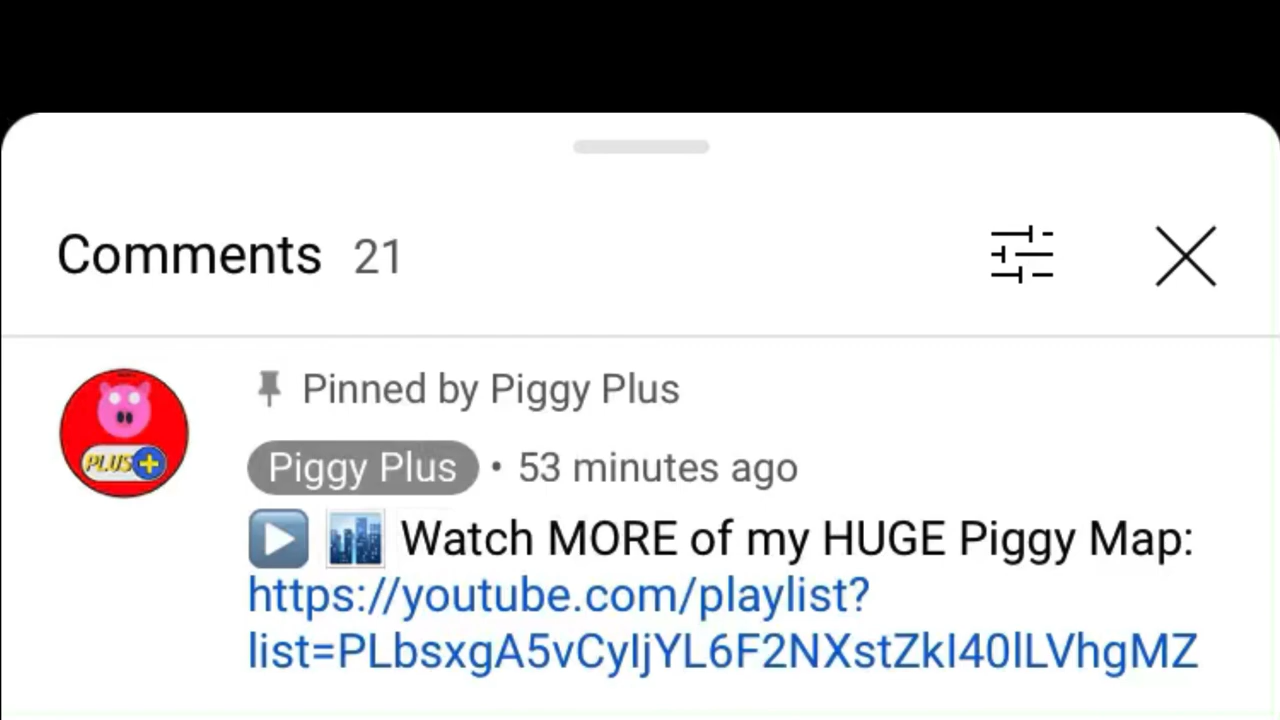 Comments 21
Pinned by Piggy Plus
PLUS+
Piggy Plus • 53 minutes ago
▶️ 🏙️ Watch MORE of my HUGE Piggy Map:
https://youtube.com/playlist?
list=PLbsxgA5vCyIjYL6F2NXstZkI40lLVhgMZ